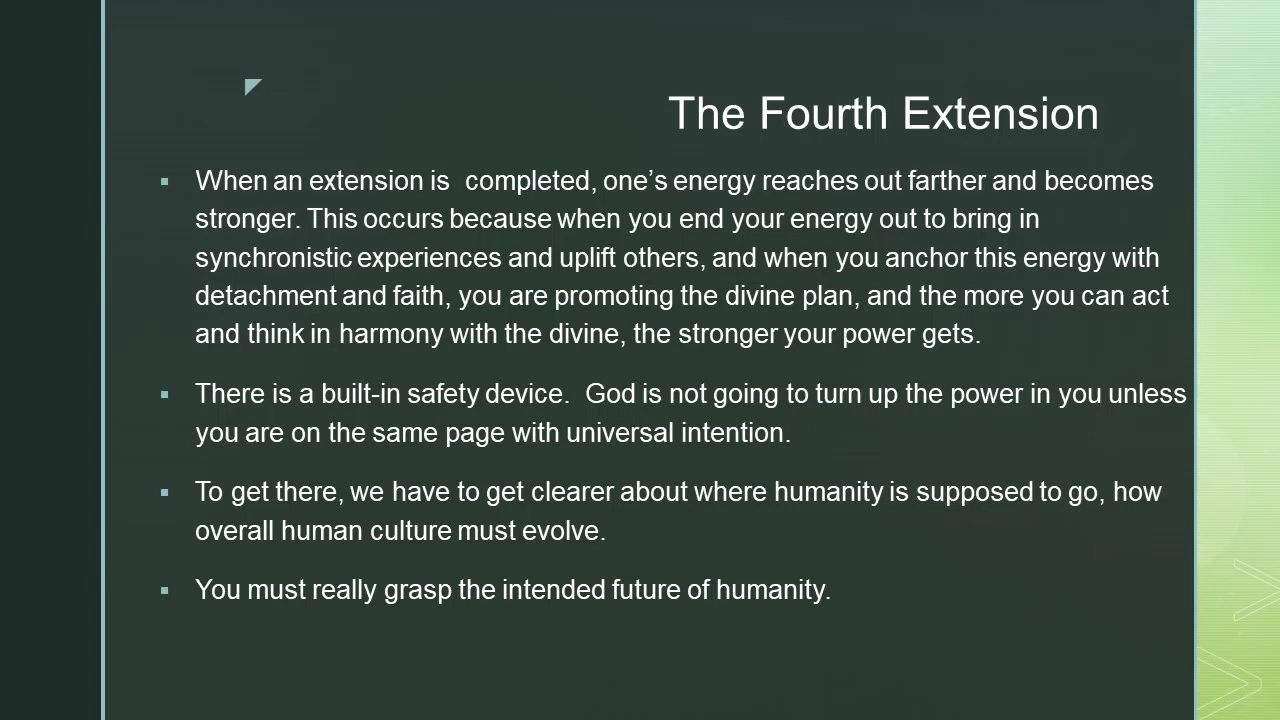 The Fourth Extension
When an extension is  completed, one’s energy reaches out farther and becomes
stronger. This occurs because when you end your energy out to bring in
synchronistic experiences and uplift others, and when you anchor this energy with
detachment and faith, you are promoting the divine plan, and the more you can act
and think in harmony with the divine, the stronger your power gets.
There is a built-in safety device.  God is not going to turn up the power in you unless
you are on the same page with universal intention.
To get there, we have to get clearer about where humanity is supposed to go, how
overall human culture must evolve.
You must really grasp the intended future of humanity.